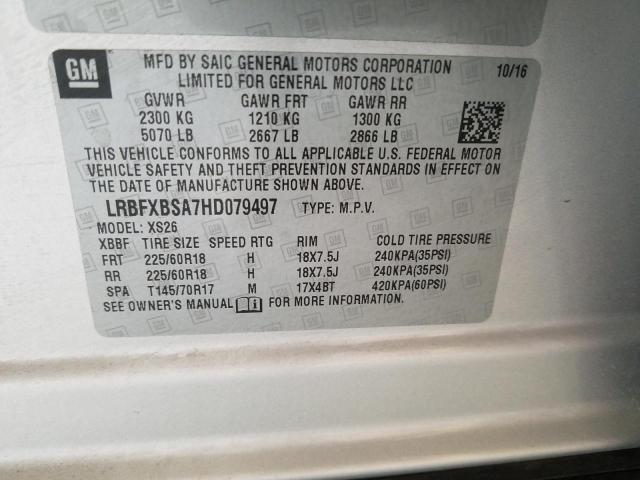 GM
MFD BY SAIC GENERAL MOTORS CORPORATION
LIMITED FOR GENERAL MOTORS LLC
10/16
GVWR GAWR FRT GAWR RR
2300 KG 1210 KG 1300 KG
5070 LB 2667 LB 2866 LB
THIS VEHICLE CONFORMS TO ALL APPLICABLE U.S. FEDERAL MOTOR
VEHICLE SAFETY AND THEFT PREVENTION STANDARDS IN EFFECT ON
THE DATE OF MANUFACTURE SHOWN ABOVE.
LRBFXBSA7HD079497 TYPE: M.P.V.
MODEL: XS26
XBBF TIRE SIZE SPEED RTG RIM COLD TIRE PRESSURE
FRT 225/60R18 H 18X7.5J 240KPA(35PSI)
RR 225/60R18 H 18X7.5J 240KPA(35PSI)
SPA T145/70R17 M 17X4BT 420KPA(60PSI)
SEE OWNER'S MANUAL FOR MORE INFORMATION.